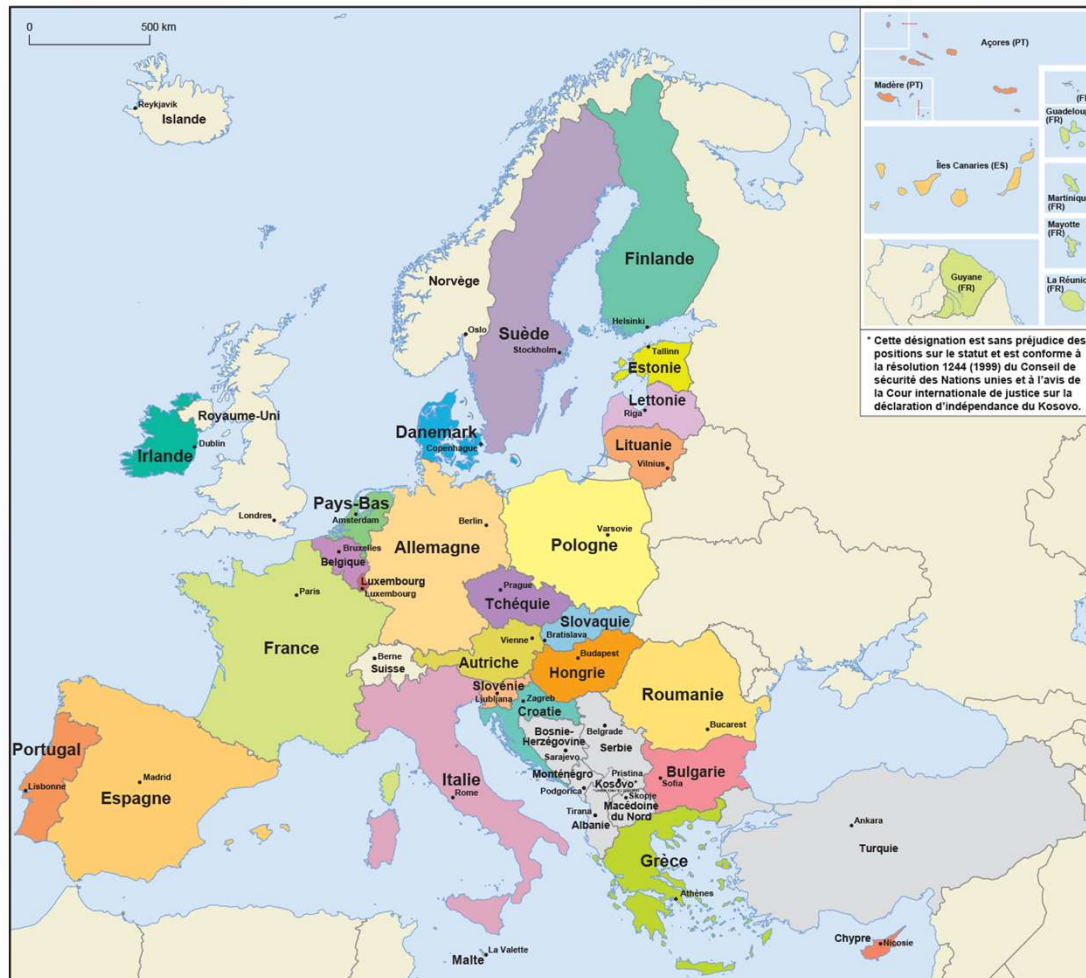 0 500 km
Reykjavik
Islande
Norvège
Oslo
Suède
Stockholm
Finlande
Helsinki
Tallinn
Estonie
Lettonie
Riga
Lituanie
Vilnius
Danemark
Copenhague
Royaume-Uni
Irlande
Dublin
Londres
Pays-Bas
Amsterdam
Bruxelles
Belgique
Luxembourg
Luxembourg
Berlin
Allemagne
Varsovie
Pologne
Prague
Tchéquie
Slovaquie
Bratislava
Vienne
Autriche
Budapest
Hongrie
Paris
France
Berne
Suisse
Slovénie
Ljubljana
Zagreb
Croatie
Roumanie
Bucarest
Bosnie-
Herzégovine
Sarajevo
Belgrade
Serbie
Monténégro
Podgorica
Pristina
Kosovo*
Skopje
Macédoine
du Nord
Tirana
Albanie
Bulgarie
Sofia
Portugal
Lisbonne
Madrid
Espagne
Italie
Rome
Grèce
Athènes
Ankara
Turquie
Chypre
Nicosie
La Valette
Malte
Açores (PT)
Madère (PT)
Îles Canaries (ES)
Guyane
(FR)
Guadeloup
(FR)
Martiniqu
(FR)
Mayotte
(FR)
La Réunio
(FR)
* Cette désignation est sans préjudice des
positions sur le statut et est conforme à
la résolution 1244 (1999) du Conseil de
sécurité des Nations unies et à l'avis de
la Cour internationale de justice sur la
déclaration d'indépendance du Kosovo.